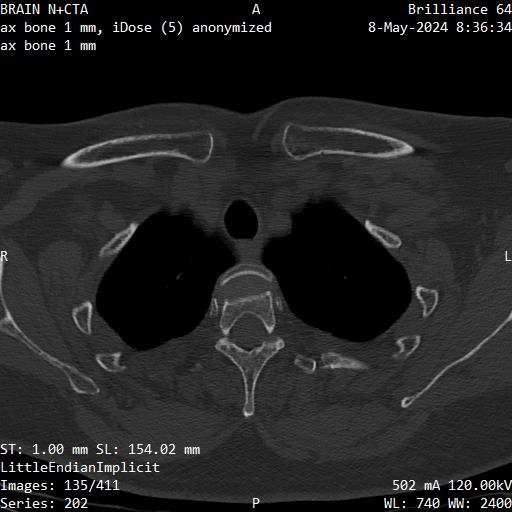 BRAIN N+CTA
ax bone 1 mm, iDose (5) anonymized
ax bone 1 mm
A
Brilliance 64
8-May-2024 8:36:34
R
L
ST: 1.00 mm SL: 154.02 mm
LittleEndianImplicit
Images: 135/411
Series: 202
P
502 mA 120.00kV
WL: 740 WW: 2400